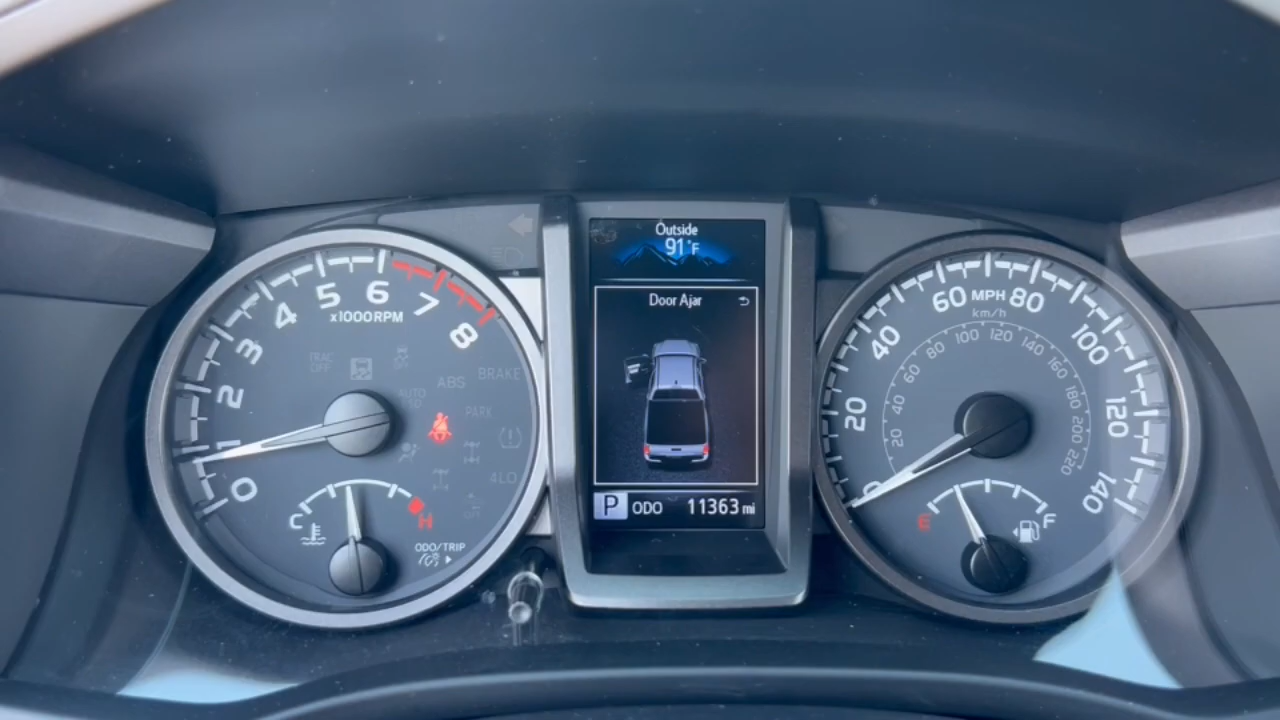 0
1
2
3
4
5
6
7
8
x1000RPM
TRAC
OFF
AUTO
ABS
BRAKE
PARK
4LO
C
H
ODO/TRIP
Outside
91°F
Door Ajar
P ODO 11363 mi
0
20
40
60 MPH 80
100
120
140
km/h
20
40
60
80
100
120
140
160
180
200
220
E
F